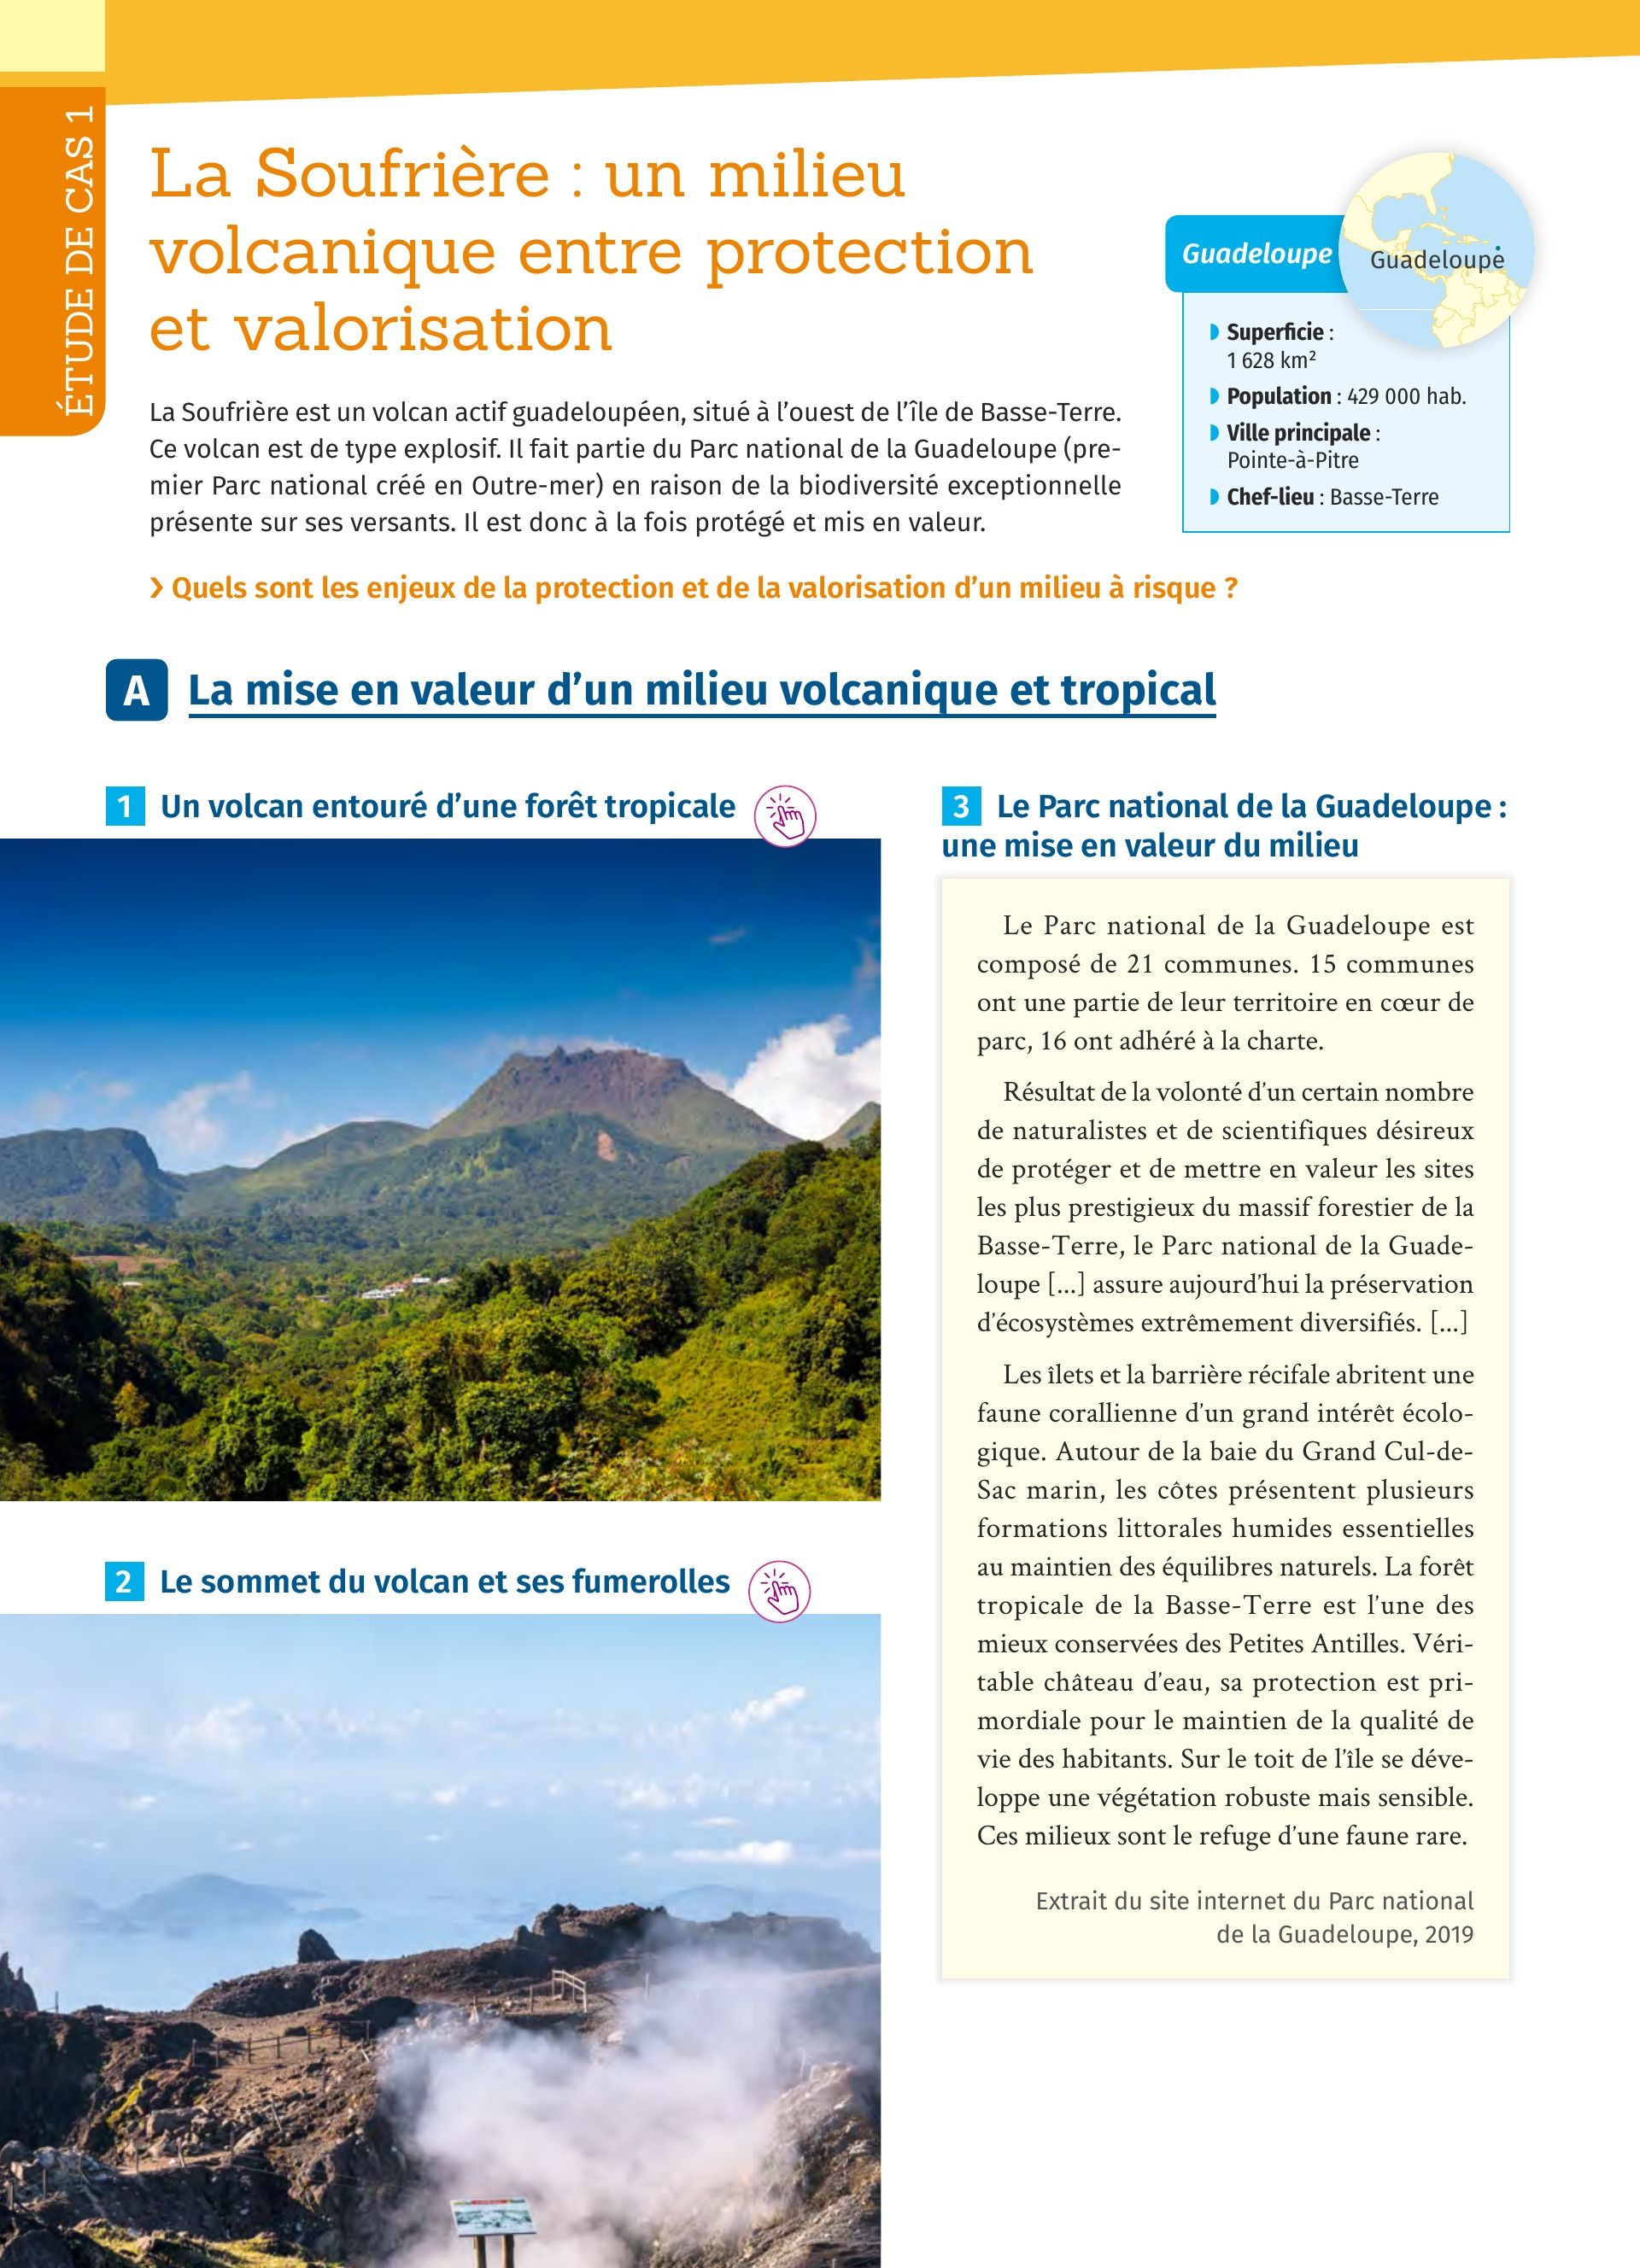 ÉTUDE DE CAS 1
La Soufrière : un milieu
volcanique entre protection
et valorisation
La Soufrière est un volcan actif guadeloupéen, situé à l’ouest de l’île de Basse-Terre.
Ce volcan est de type explosif. Il fait partie du Parc national de la Guadeloupe (pre-
mier Parc national créé en Outre-mer) en raison de la biodiversité exceptionnelle
présente sur ses versants. Il est donc à la fois protégé et mis en valeur.
Guadeloupe
Guadeloupe
Superficie :
1 628 km²
Population : 429 000 hab.
Ville principale :
Pointe-à-Pitre
Chef-lieu : Basse-Terre
Quels sont les enjeux de la protection et de la valorisation d’un milieu à risque ?
A La mise en valeur d’un milieu volcanique et tropical
1 Un volcan entouré d’une forêt tropicale
2 Le sommet du volcan et ses fumerolles
3 Le Parc national de la Guadeloupe :
une mise en valeur du milieu
Le Parc national de la Guadeloupe est
composé de 21 communes. 15 communes
ont une partie de leur territoire en cœur de
parc, 16 ont adhéré à la charte.
Résultat de la volonté d’un certain nombre
de naturalistes et de scientifiques désireux
de protéger et de mettre en valeur les sites
les plus prestigieux du massif forestier de la
Basse-Terre, le Parc national de la Guade-
loupe [...] assure aujourd’hui la préservation
d’écosystèmes extrêmement diversifiés. [...]
Les îlets et la barrière récifale abritent une
faune corallienne d’un grand intérêt écolo-
gique. Autour de la baie du Grand Cul-de-
Sac marin, les côtes présentent plusieurs
formations littorales humides essentielles
au maintien des équilibres naturels. La forêt
tropicale de la Basse-Terre est l’une des
mieux conservées des Petites Antilles. Véri-
table château d’eau, sa protection est pri-
mordiale pour le maintien de la qualité de
vie des habitants. Sur le toit de l’île se déve-
loppe une végétation robuste mais sensible.
Ces milieux sont le refuge d’une faune rare.
Extrait du site internet du Parc national
de la Guadeloupe, 2019